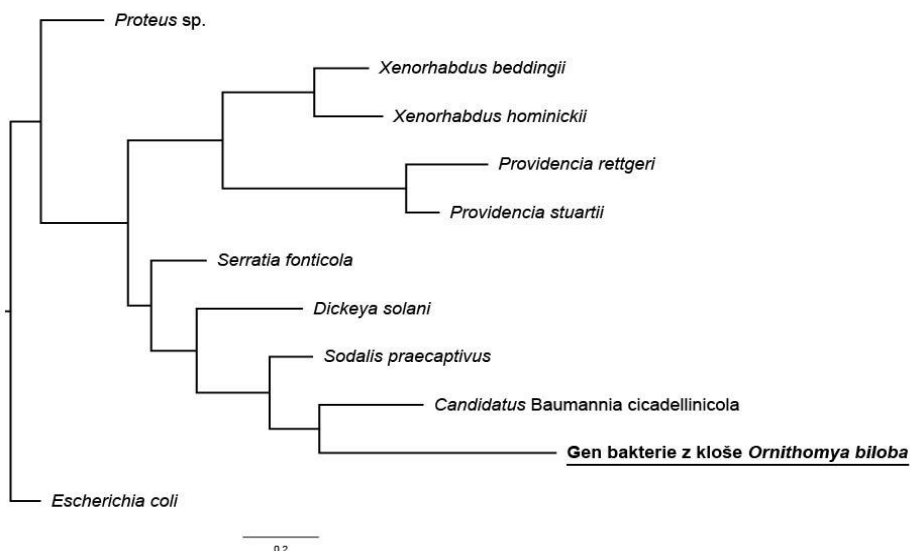 Proteus sp.
Xenorhabdus beddingii
Xenorhabdus hominickii
Providencia rettgeri
Providencia stuartii
Serratia fonticola
Dickeya solani
Sodalis praecaptivus
Candidatus Baumannia cicadellinicola
Gen bakterie z kloše Ornithomya biloba
Escherichia coli
0.2